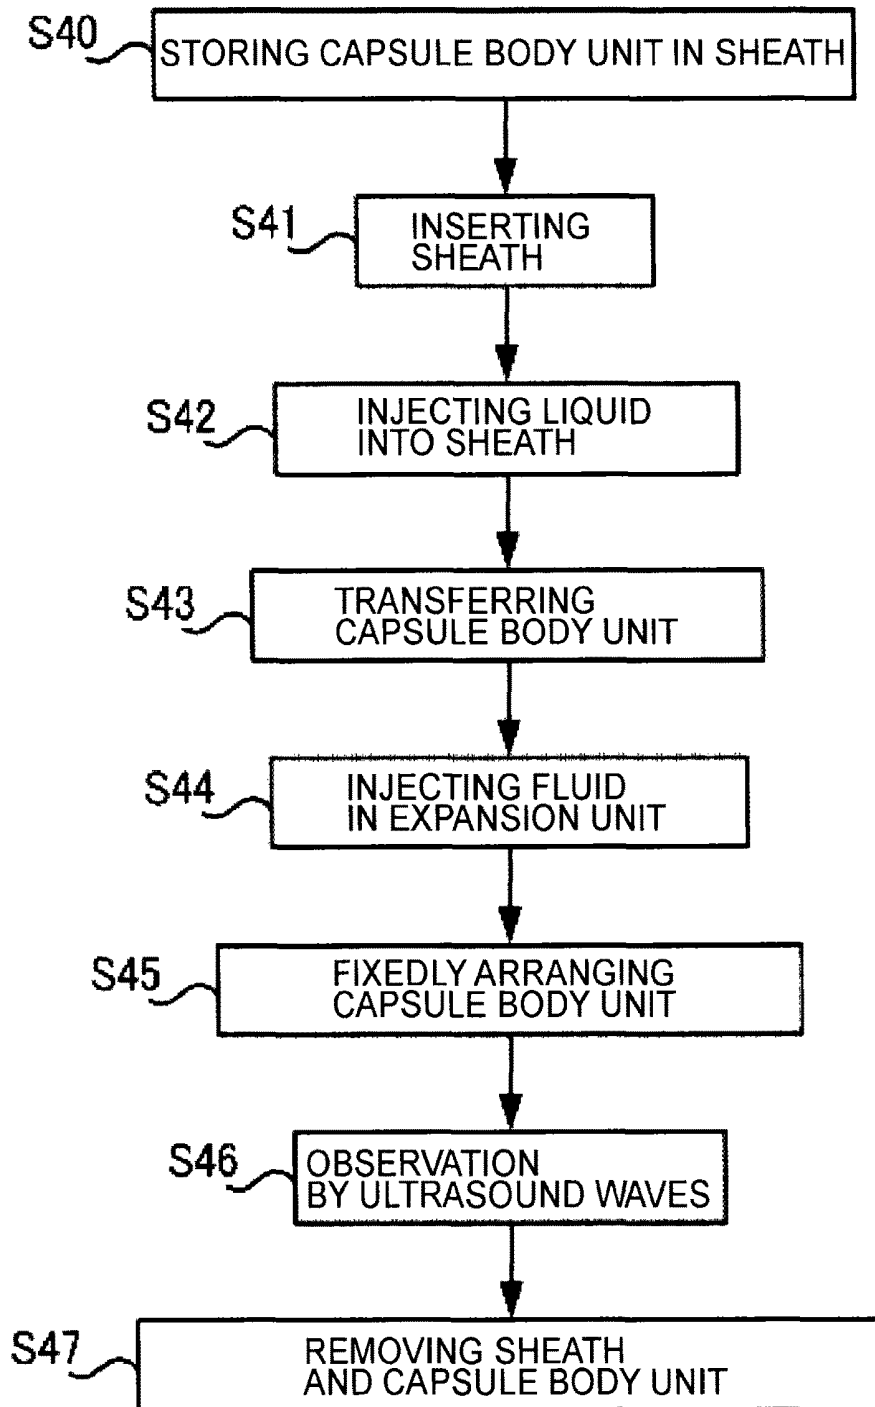 S40
STORING CAPSULE BODY UNIT IN SHEATH
S41
INSERTING
SHEATH
S42
INJECTING LIQUID
INTO SHEATH
S43
TRANSFERRING
CAPSULE BODY UNIT
S44
INJECTING FLUID
IN EXPANSION UNIT
S45
FIXEDLY ARRANGING
CAPSULE BODY UNIT
S46
OBSERVATION
BY ULTRASOUND WAVES
S47
REMOVING SHEATH
AND CAPSULE BODY UNIT